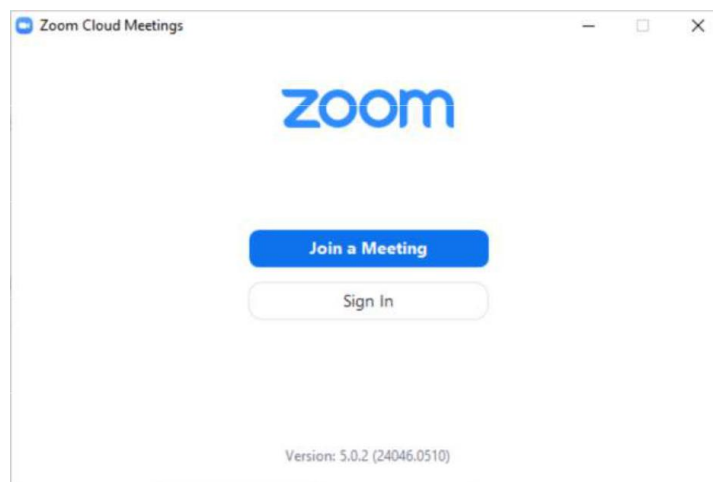 Zoom Cloud Meetings
zoom
Join a Meeting
Sign In
Version: 5.0.2 (24046.0510)